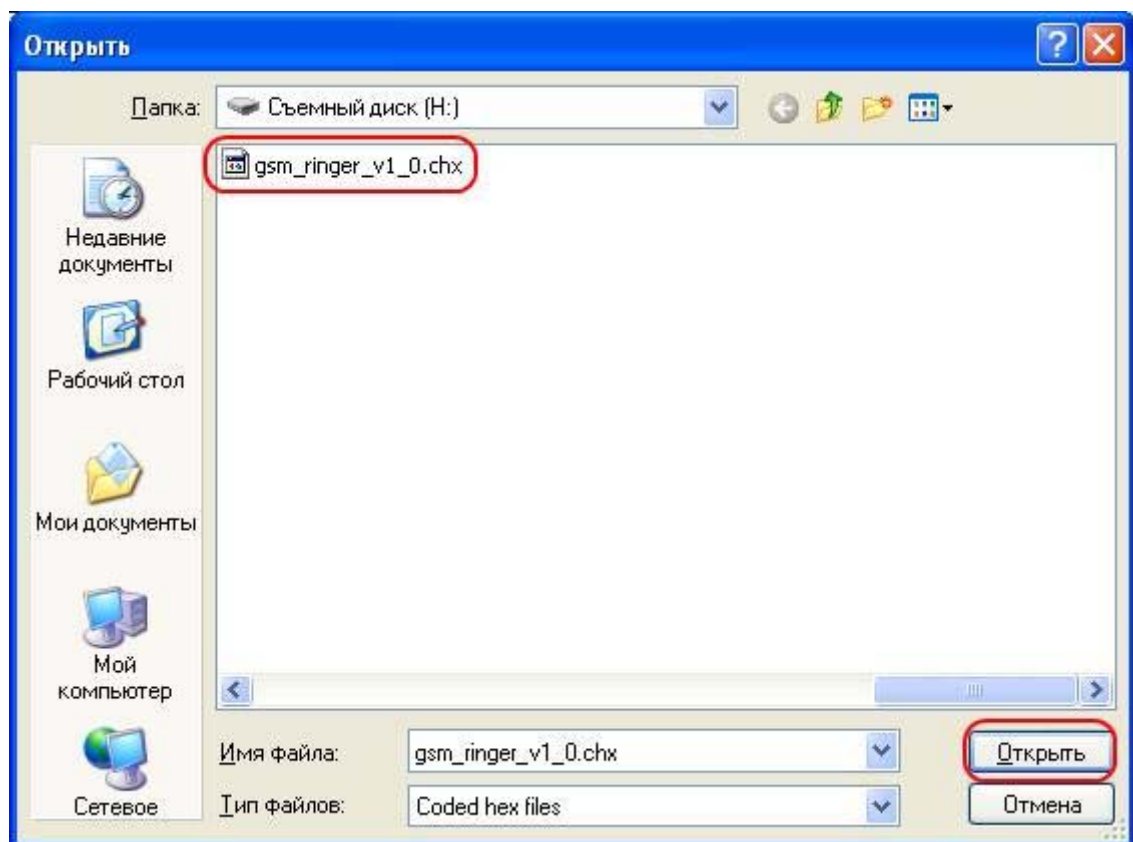 Открыть
Папка: Съемный диск (H:)
gsm_ringer_v1_0.chx
Недавние
документы
Рабочий стол
Мои документы
Мой
компьютер
Сетевое
Имя файла: gsm_ringer_v1_0.chx Открыть
Тип файлов: Coded hex files Отмена